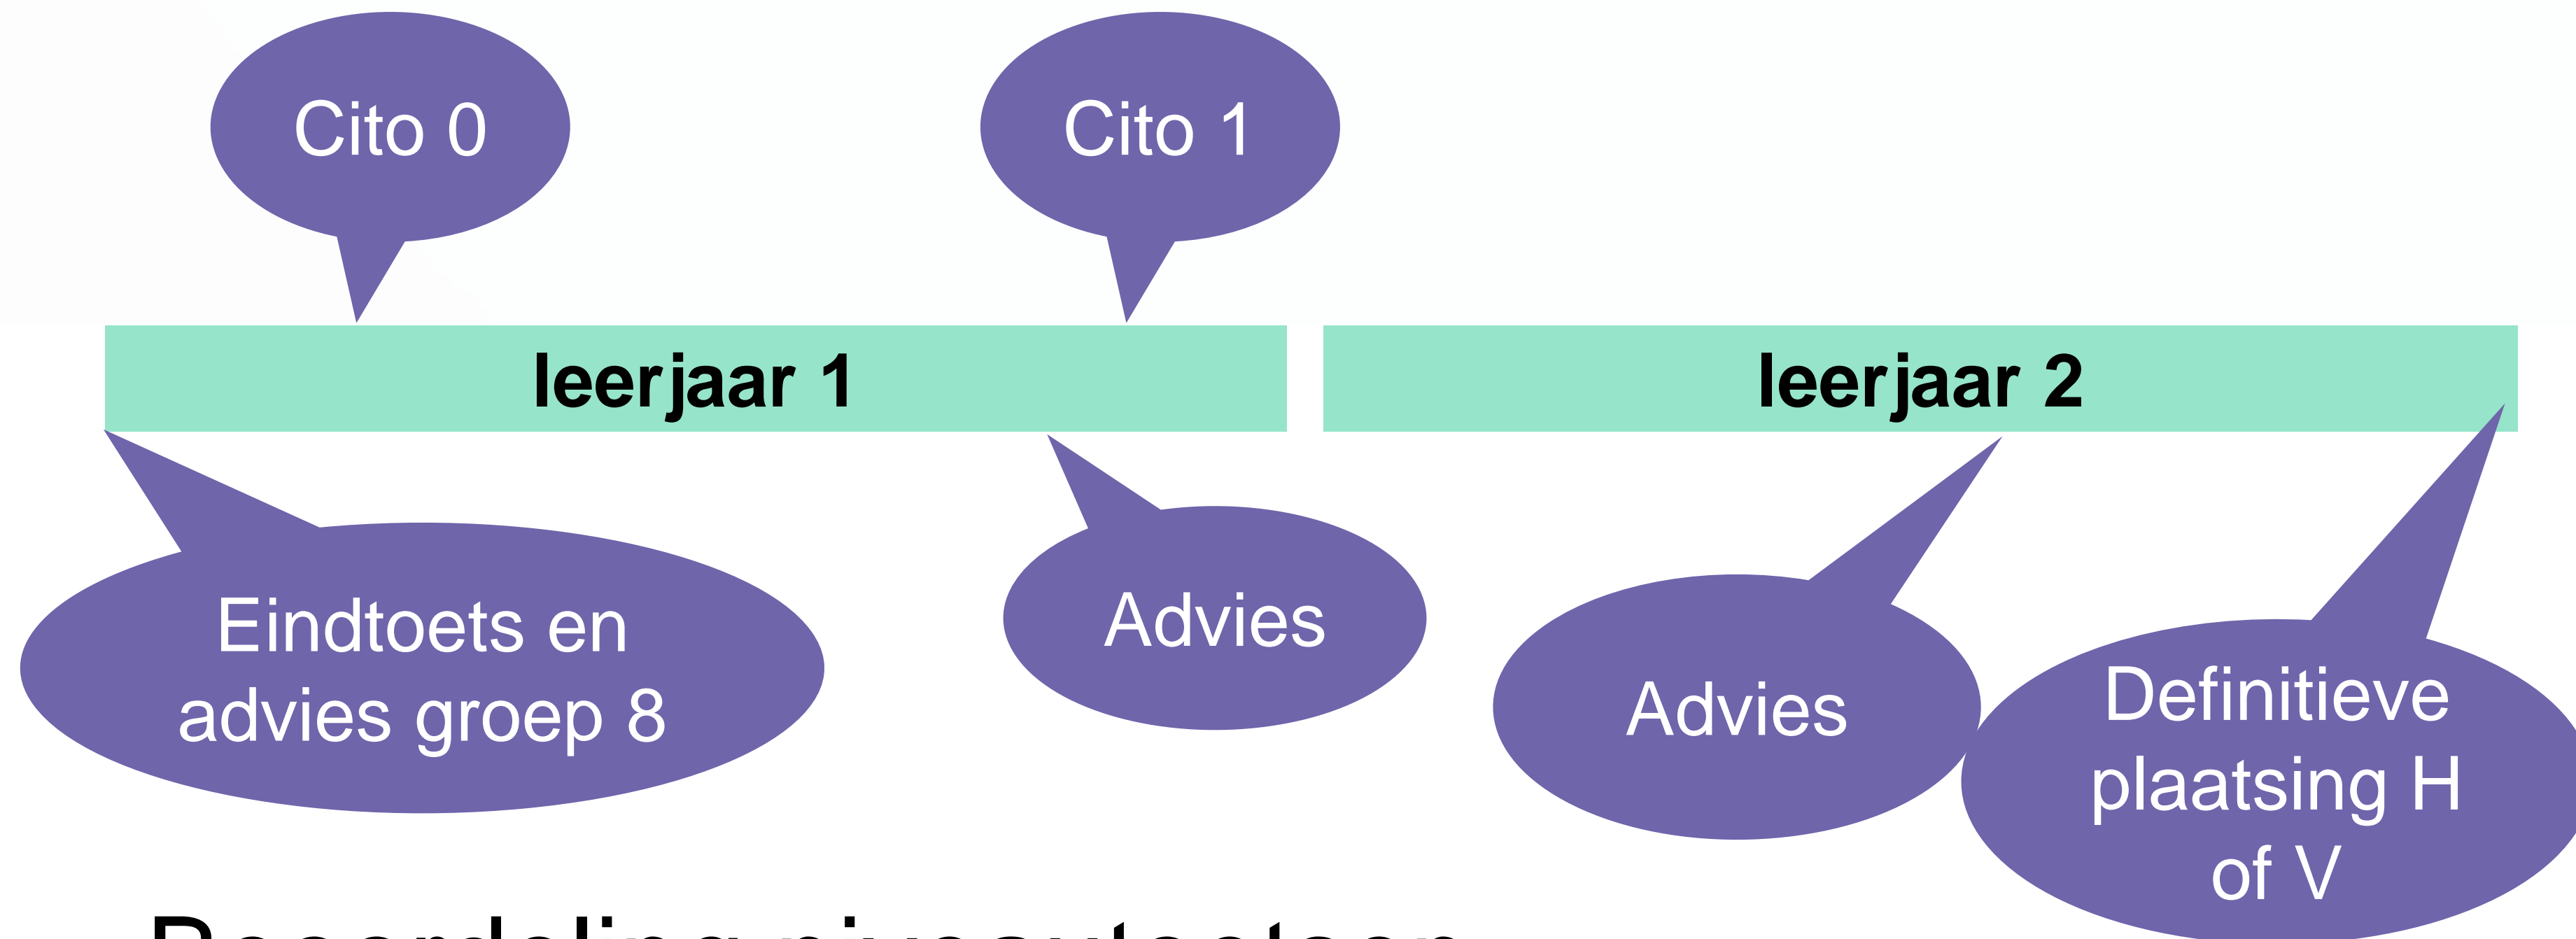 Cito 0
Cito 1
leerjaar 1
leerjaar 2
Eindtoets en
advies groep 8
Advies
Advies
Definitieve
plaatsing H
of V